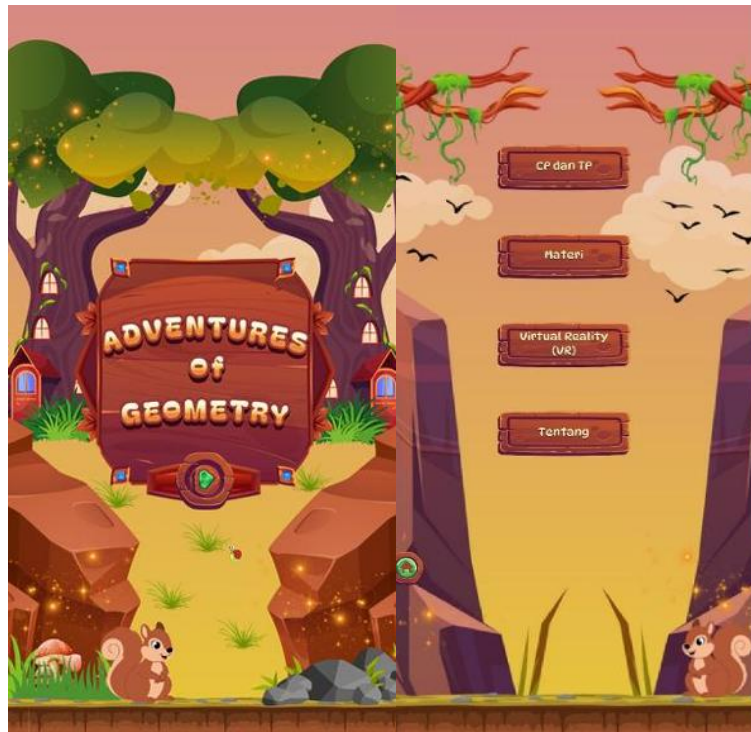 ADVENTURES
Of
GEOMETRY
CP dan TP
Materi
Virtual Reality
(VR)
Tentang